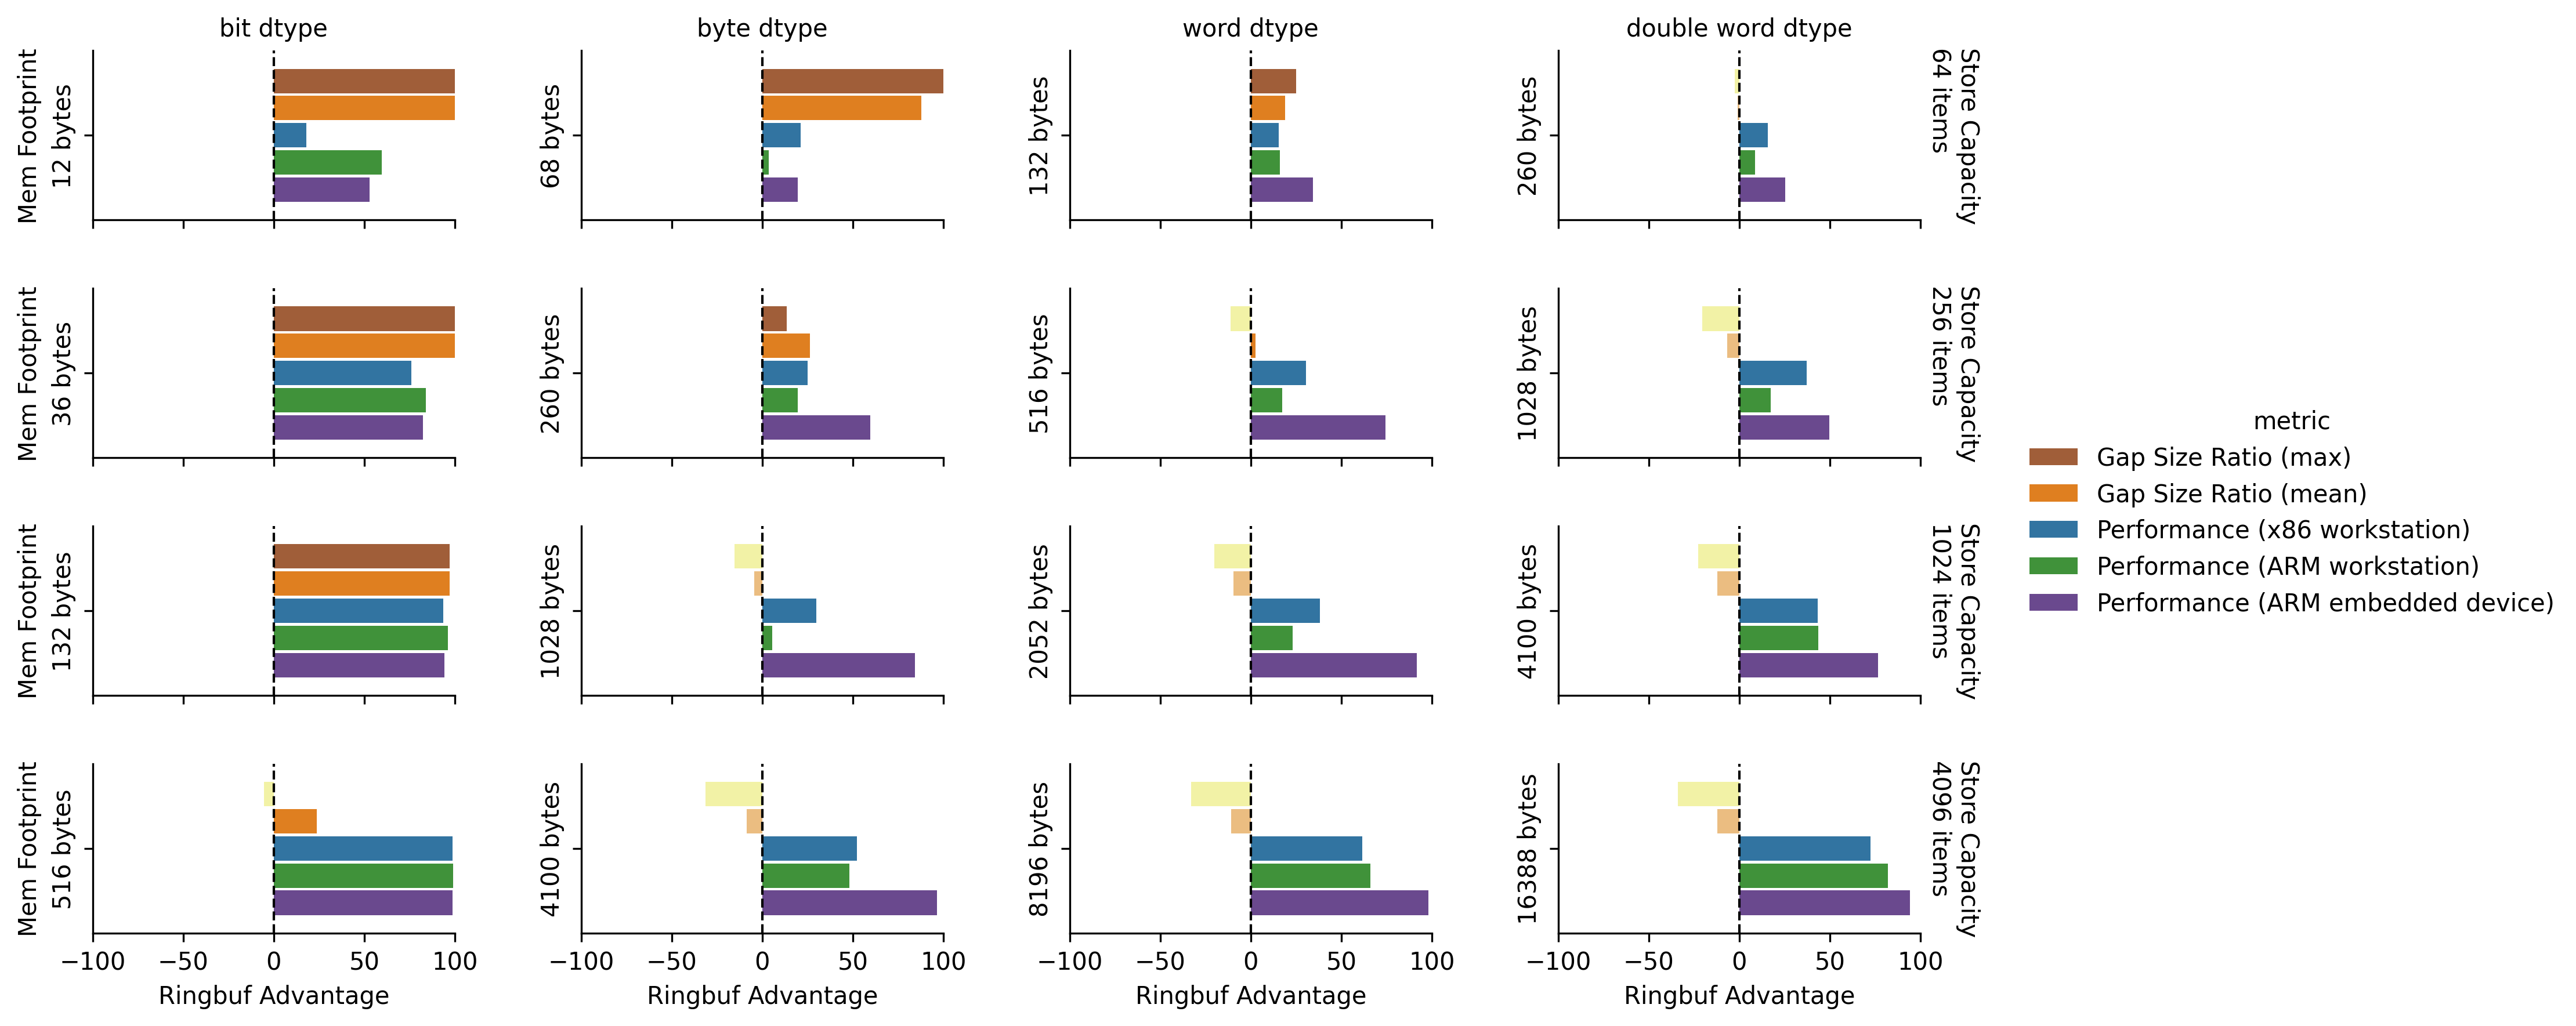 bit dtype
byte dtype
word dtype
double word dtype
Mem Footprint
12 bytes
68 bytes
132 bytes
260 bytes
Store Capacity
64 items
Mem Footprint
36 bytes
260 bytes
516 bytes
1028 bytes
Store Capacity
256 items
Mem Footprint
132 bytes
1028 bytes
2052 bytes
4100 bytes
Store Capacity
1024 items
Mem Footprint
516 bytes
4100 bytes
8196 bytes
16388 bytes
Store Capacity
4096 items
−100 −50 0 50 100
−100 −50 0 50 100
−100 −50 0 50 100
−100 −50 0 50 100
Ringbuf Advantage
Ringbuf Advantage
Ringbuf Advantage
Ringbuf Advantage
metric
Gap Size Ratio (max)
Gap Size Ratio (mean)
Performance (x86 workstation)
Performance (ARM workstation)
Performance (ARM embedded device)